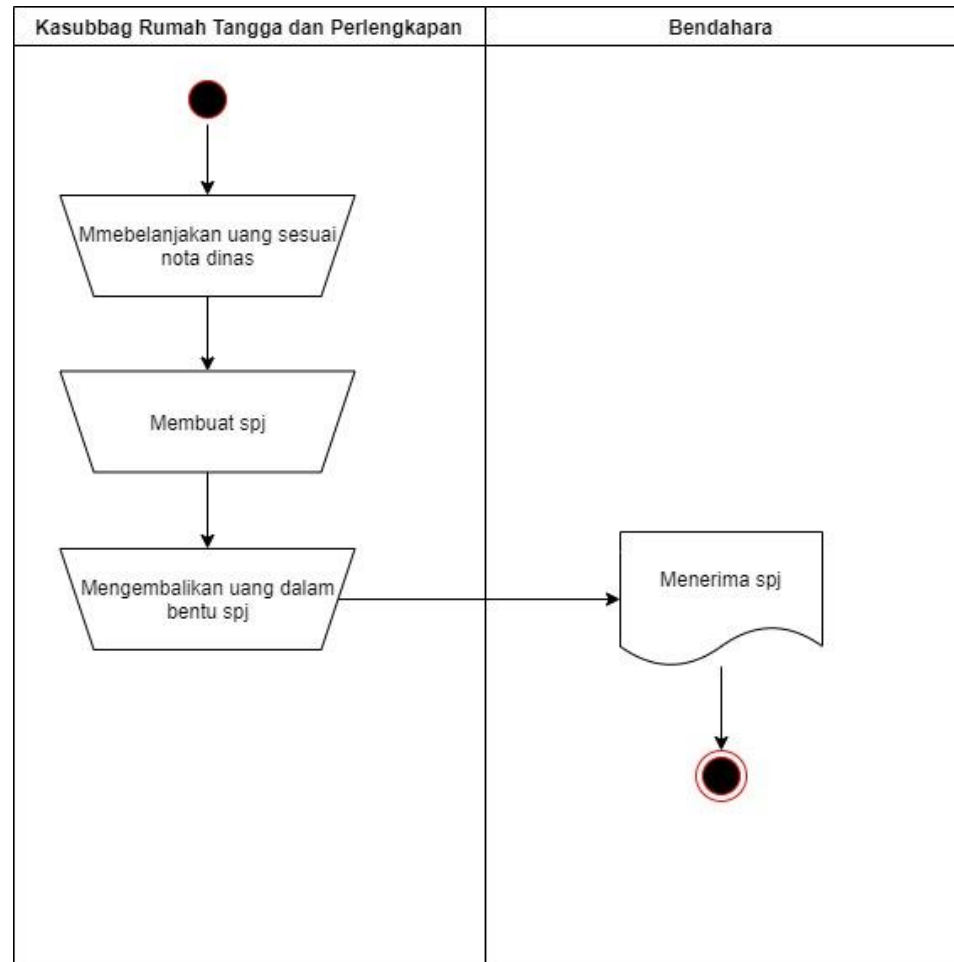 Kasubbag Rumah Tangga dan Perlengkapan
Bendahara
Mmebelanjakan uang sesuai
nota dinas
Membuat spj
Mengembalikan uang dalam
bentu spj
Menerima spj